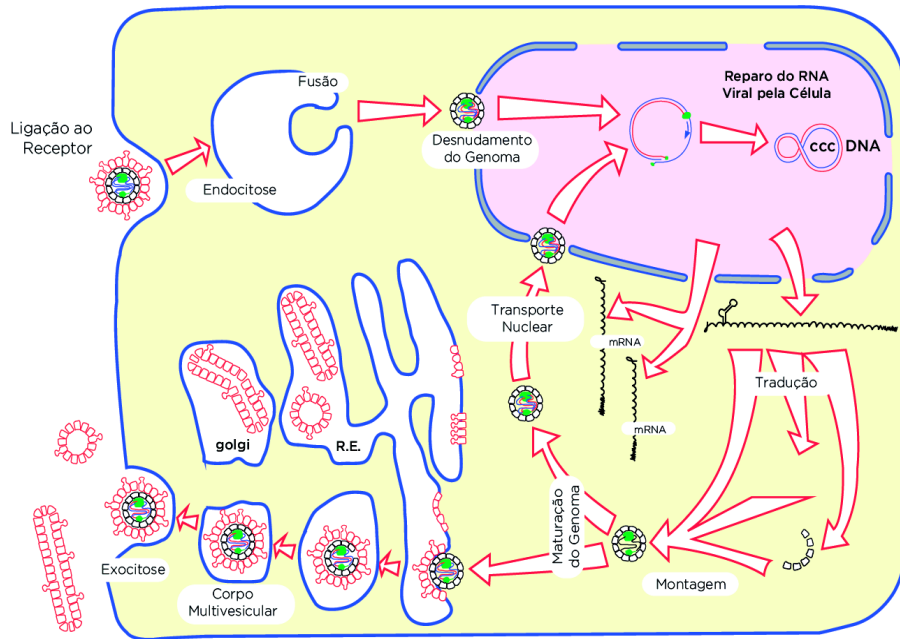 Fusão
Reparo do RNA
Viral pela Célula
Ligação ao
Receptor
Endocitose
Desnudamento
do Genoma
ccc DNA
Transporte
Nuclear
mRNA
mRNA
Tradução
golgi
R.E.
Maturação
do Genoma
Exocitose
Corpo
Multivesicular
Montagem